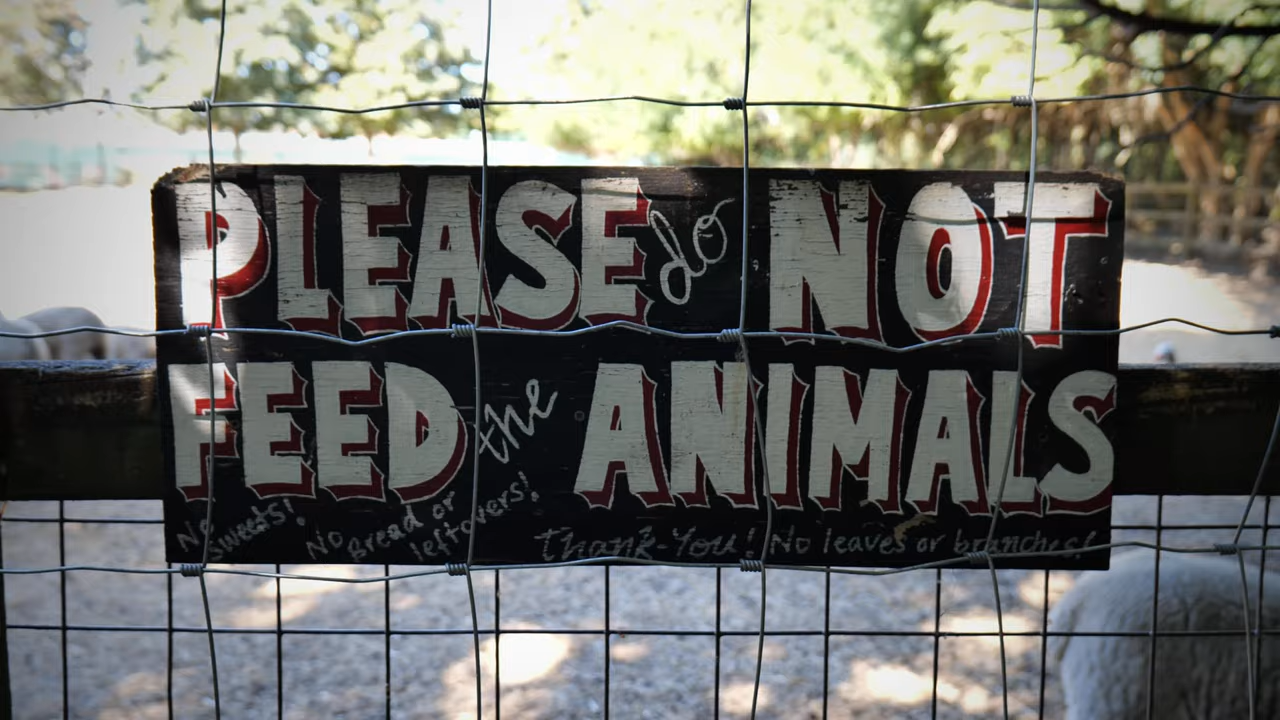 PLEASE do NOT
FEED the ANIMALS
No sweets!
No Bread or
leftovers!
Thank-You!
No leaves or branches!